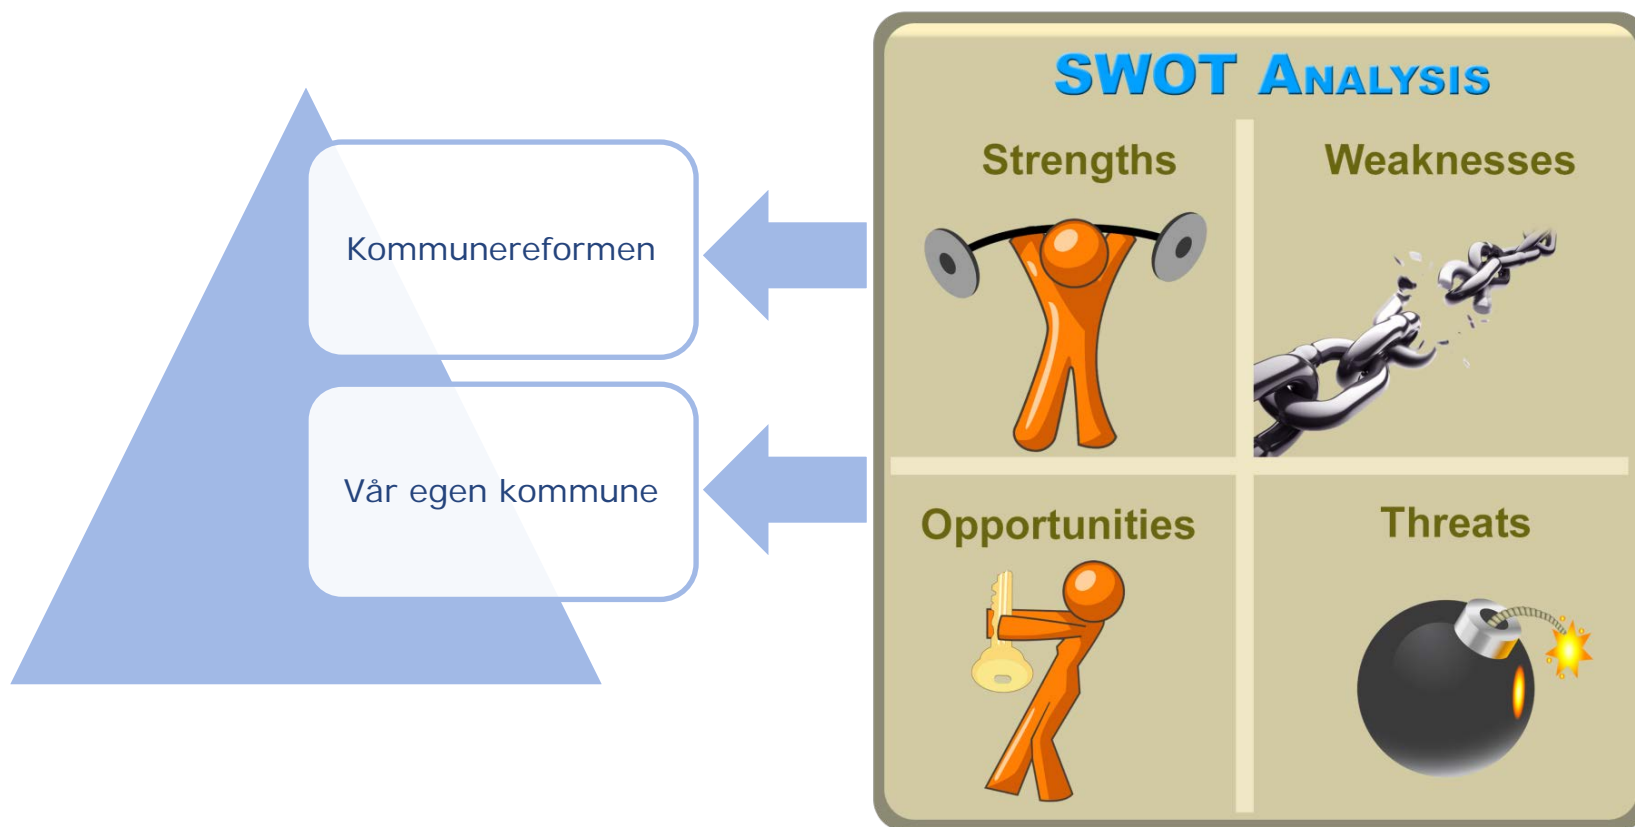 Kommunereformen
Vår egen kommune
SWOT ANALYSIS
Strengths
Weaknesses
Opportunities
Threats